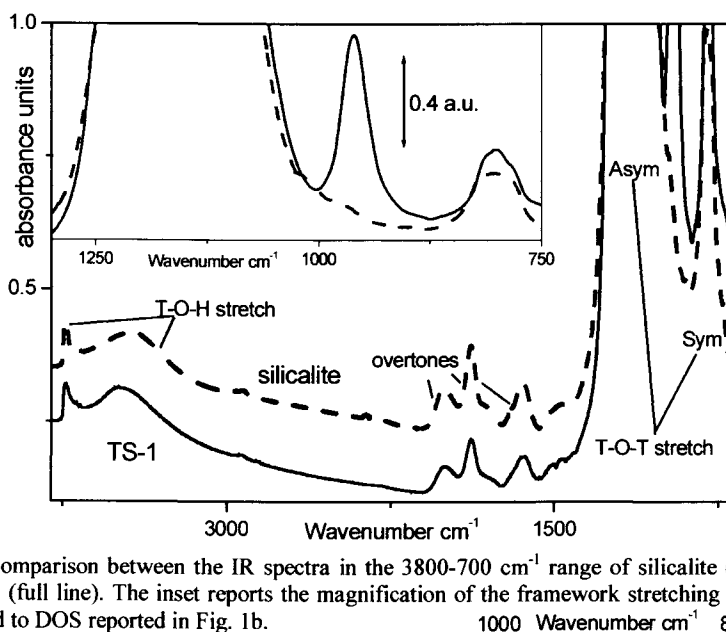 1.0
absorbance units
0.4 a.u.
1250
Wavenumber cm-1
1000
750
Asym
0.5
T-O-H stretch
silicalite
overtones
Sym
T-O-T stretch
TS-1
3000
Wavenumber cm-1
1500
omparison between the IR spectra in the 3800-700 cm-1 range of silicalite
(full line). The inset reports the magnification of the framework stretching
d to DOS reported in Fig. 1b.
1000 Wavenumber cm-1